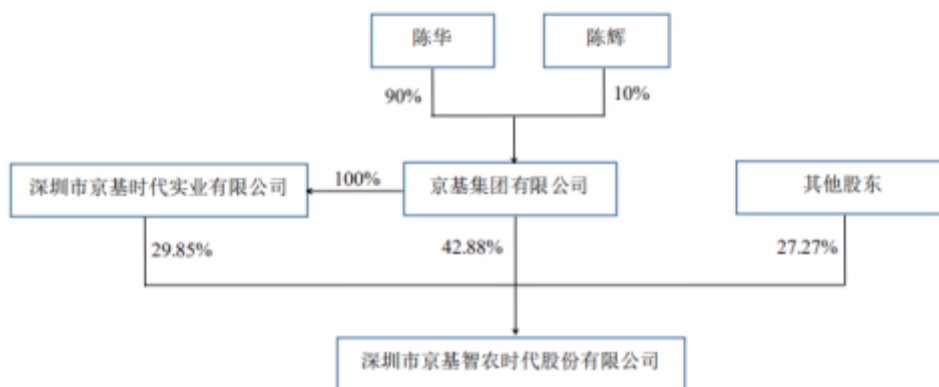 陈华
陈辉
90%
10%
深圳市京基时代实业有限公司
100%
京基集团有限公司
其他股东
29.85%
42.88%
27.27%
深圳市京基智农时代股份有限公司